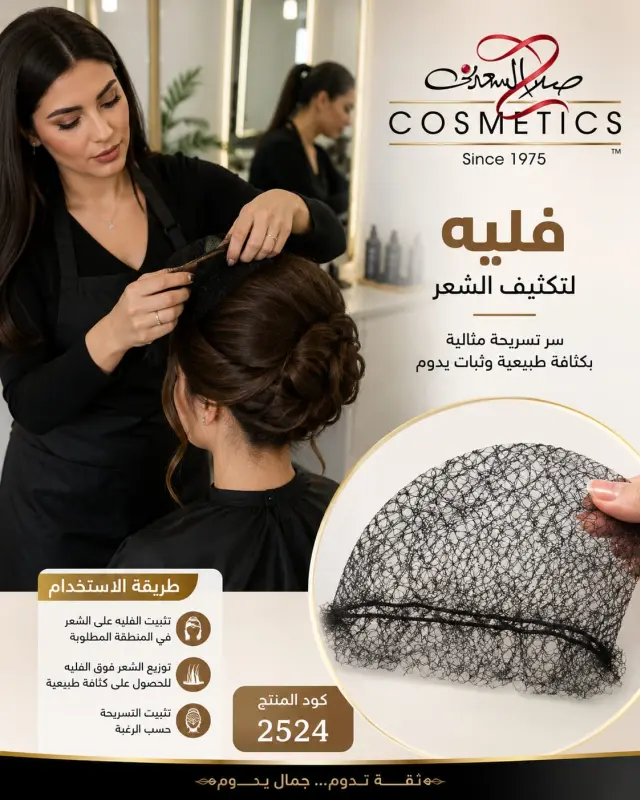 صلاح السعدني
COSMETICS
Since 1975
TM
فليه
لتكثيف الشعر
سر تسريحة مثالية
بكثافة طبيعية وثبات يدوم
طريقة الاستخدام
تثبيت الفليه على الشعر
في المنطقة المطلوبة
توزيع الشعر فوق الفليه
للحصول على كثافة طبيعية
تثبيت التسريحة
حسب الرغبة
كود المنتج
2524
ثقـــة تدوم... جمال يدوم